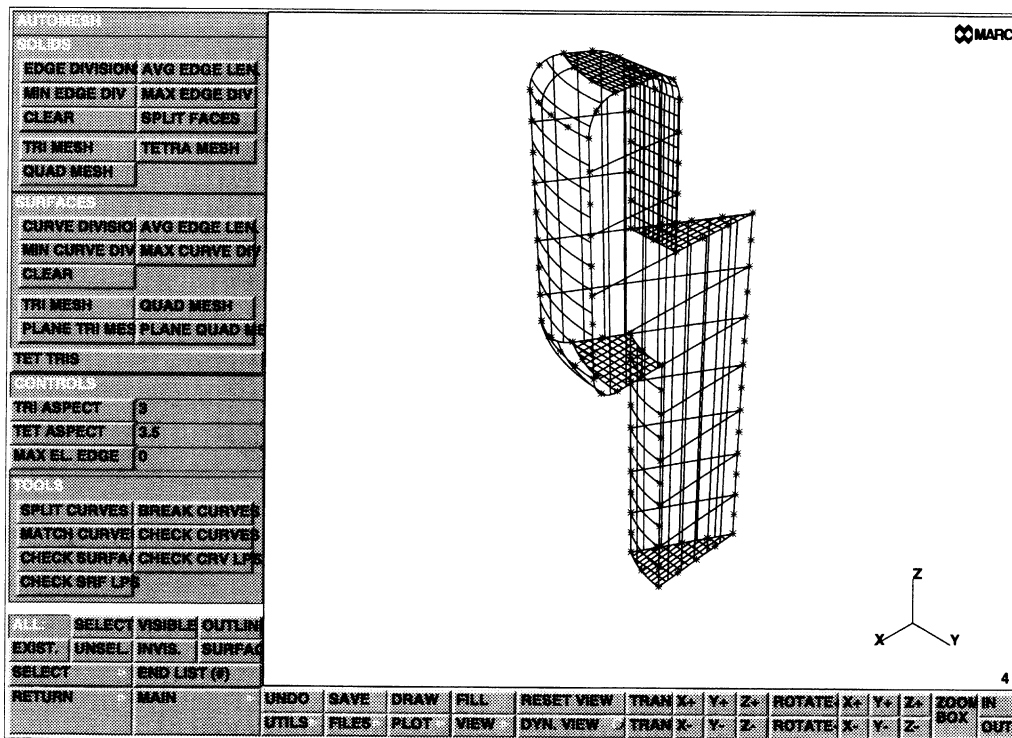 AUTOMESH
SOLIDS
EDGE DIVISION AVG EDGE LEN
MIN EDGE DIV MAX EDGE DIV
CLEAR SPLIT FACES
TRI MESH TETRA MESH
QUAD MESH
SURFACES
CURVE DIVISIO AVG EDGE LEN
MIN CURVE DIV MAX CURVE DIV
CLEAR
TRI MESH QUAD MESH
PLANE TRI MES PLANE QUAD ME
TET TRIS
CONTROLS
TRI ASPECT 3
TET ASPECT 3.5
MAX EL. EDGE 0
TOOLS
SPLIT CURVES BREAK CURVES
MATCH CURVE CHECK CURVES
CHECK SURFA CHECK CRV LPS
CHECK SRF LPS
ALL. SELECT VISIBLE OUTLIN
EXIST. UNSEL. INVIS. SURFAC
SELECT END LIST (#)
RETURN MAIN
MARC
Z
X Y
4
UNDO SAVE DRAW FILL RESET VIEW TRAN X+ Y+ Z+ ROTATE X+ Y+ Z+ ZOOM BOX IN
UTILS FILES PLOT VIEW DYN. VIEW TRAN X- Y- Z- ROTATE X- Y- Z- OUT